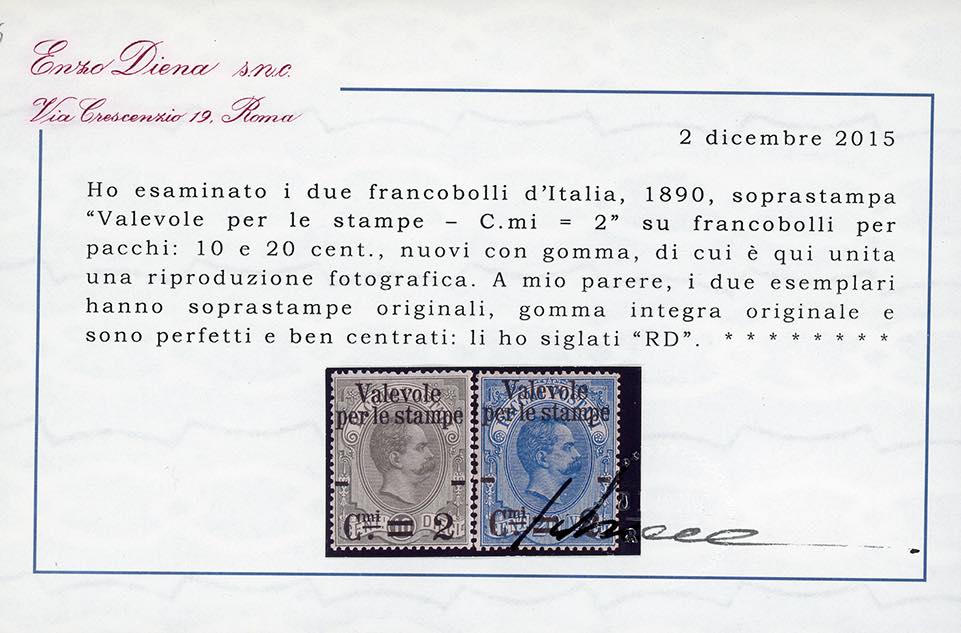 Enzo Diena s.n.c.
Via Crescenzio 19, Roma
2 dicembre 2015
Ho esaminato i due francobolli d'Italia, 1890, soprastampa
“Valevole per le stampe – C.mi = 2” su francobolli per
pacchi: 10 e 20 cent., nuovi con gomma, di cui è qui unita
una riproduzione fotografica. A mio parere, i due esemplari
hanno soprastampe originali, gomma integra originale e
sono perfetti e ben centrati: li ho siglati “RD”. * * * * * * * *
Valevole
per le stampe
Cmi. 2
Valevole
per le stampe
Cmi. 2